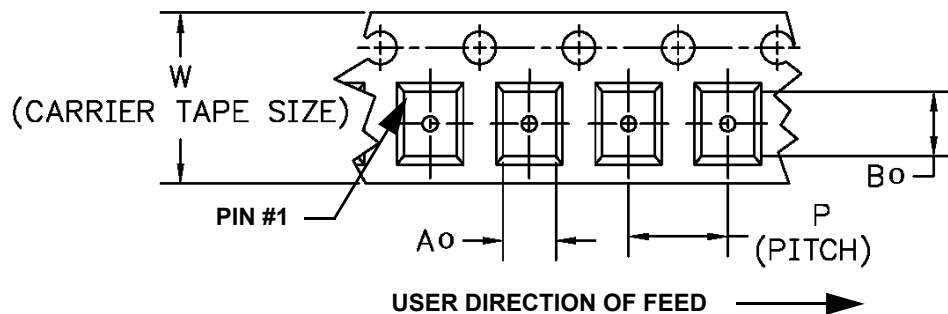 W
(CARRIER TAPE SIZE)
PIN #1
Ao
Bo
P
(PITCH)
USER DIRECTION OF FEED